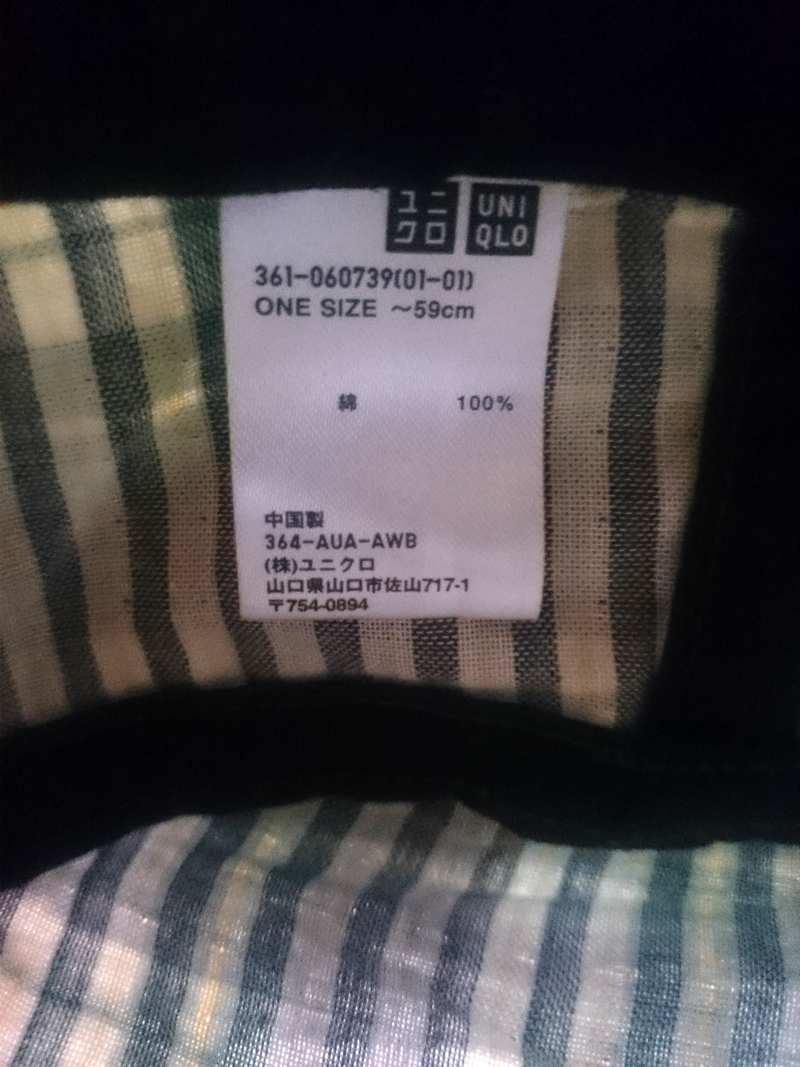 ユニ
クロ
UNI
QLO
361-060739(01-01)
ONE SIZE ～59cm
綿 100%
中国製
364-AUA-AWB
(株)ユニクロ
山口県山口市佐山717-1
〒754-0894